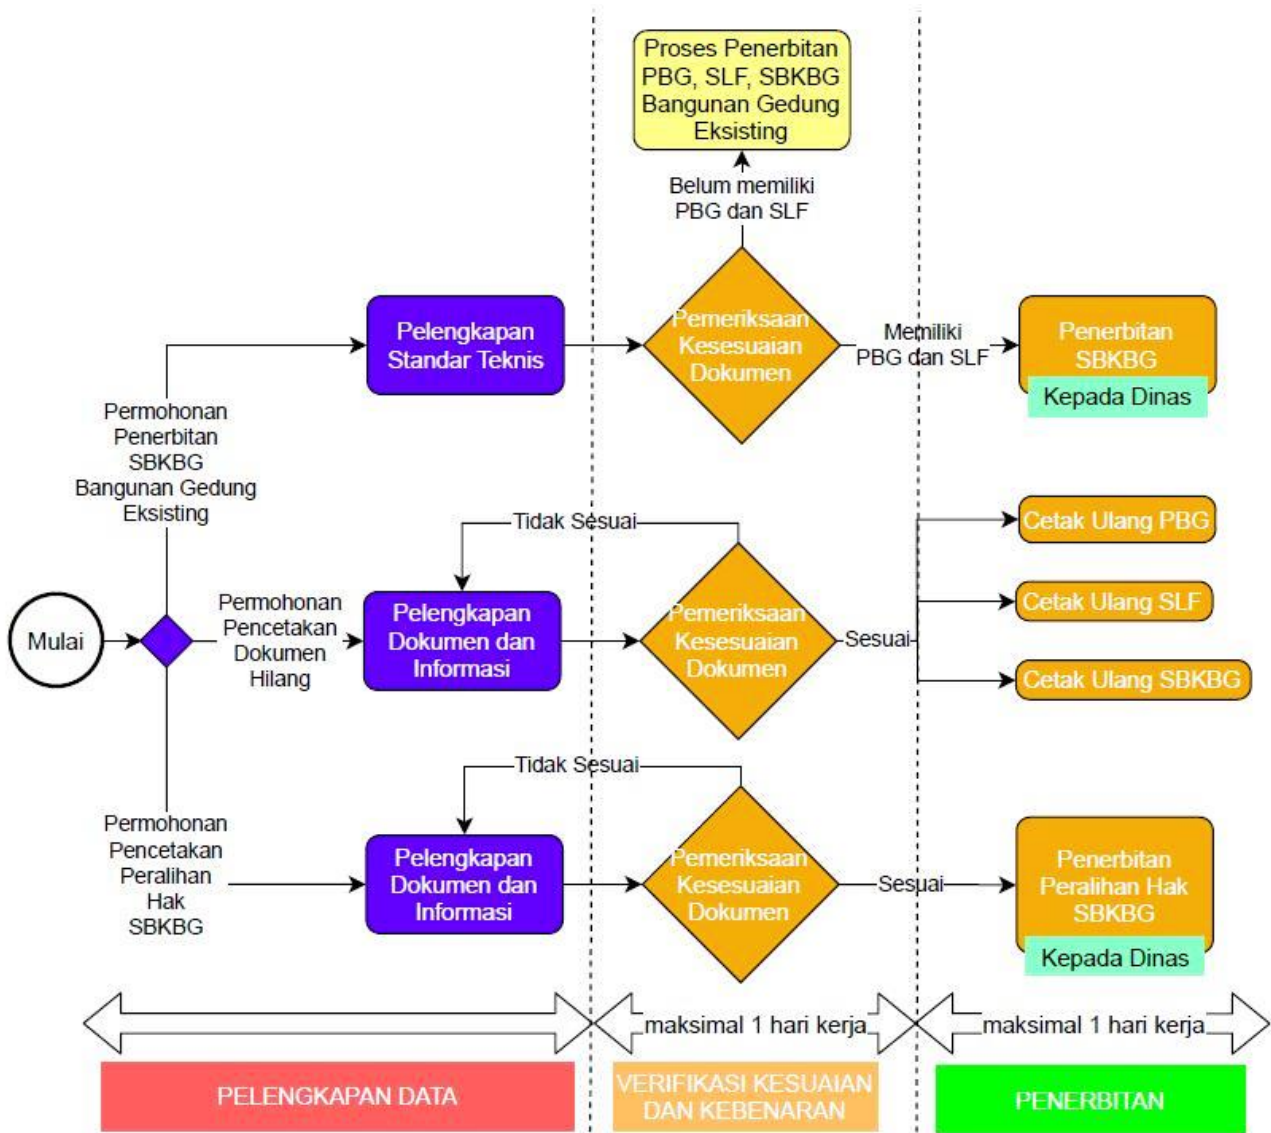 Proses Penerbitan
PBG, SLF, SBKBG
Bangunan Gedung
Eksisting
Belum memiliki
PBG dan SLF
Pelengkapan
Standar Teknis
Pemeriksaan
Kesesuaian
Dokumen
Memiliki
PBG dan SLF
Penerbitan
SBKBG
Kepada Dinas
Permohonan
Penerbitan
SBKBG
Bangunan Gedung
Eksisting
Tidak Sesuai
Cetak Ulang PBG
Mulai
Permohonan
Pencetakan
Dokumen
Hilang
Pelengkapan
Dokumen dan
Informasi
Pemeriksaan
Kesesuaian
Dokumen
Sesuai
Cetak Ulang SLF
Cetak Ulang SBKBG
Tidak Sesuai
Permohonan
Pencetakan
Peralihan
Hak
SBKBG
Pelengkapan
Dokumen dan
Informasi
Pemeriksaan
Kesesuaian
Dokumen
Sesuai
Penerbitan
Peralihan Hak
SBKBG
Kepada Dinas
maksimal 1 hari kerja
maksimal 1 hari kerja
PELENGKAPAN DATA
VERIFIKASI KESUAIAN
DAN KEBENARAN
PENERBITAN